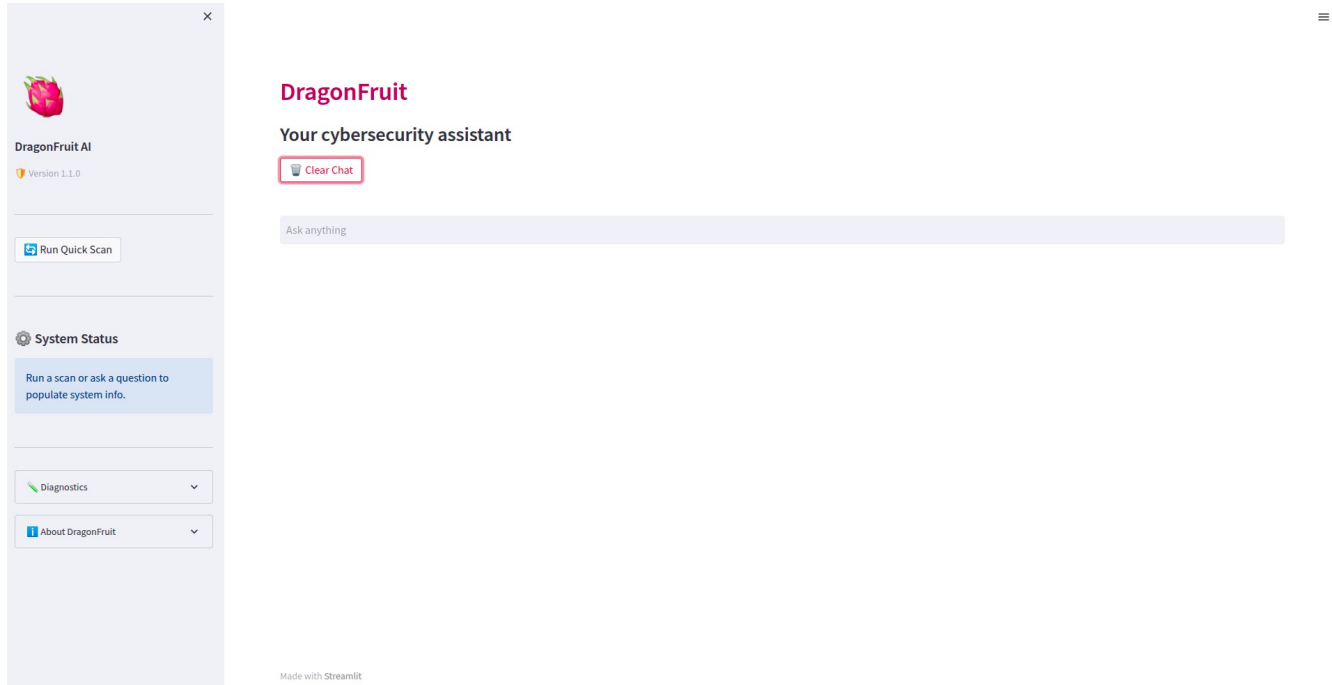 DragonFruit AI
Version 1.1.0
Run Quick Scan
System Status
Run a scan or ask a question to
populate system info.
Diagnostics
About DragonFruit
DragonFruit
Your cybersecurity assistant
Clear Chat
Ask anything
Made with Streamlit